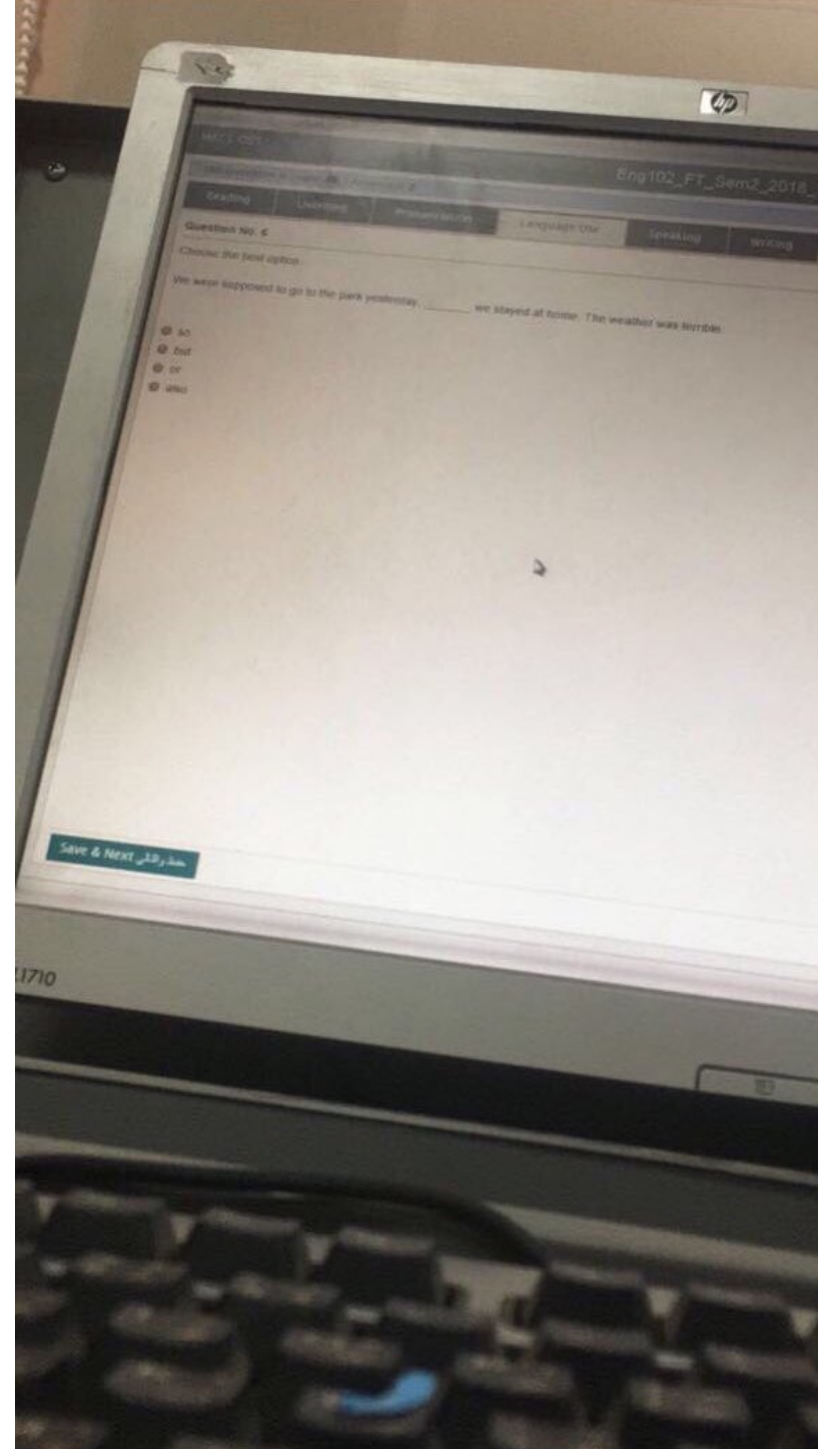 hp
Eng102_FT_Sem2_2018_
Reading Listening Pronunciation Language Use Speaking Writing
Question No. 6
Choose the best option
We were supposed to go to the park yesterday, _______ we stayed at home. The weather was terrible.
so
but
or
also
Save & Next حفظ و التالي
L1710